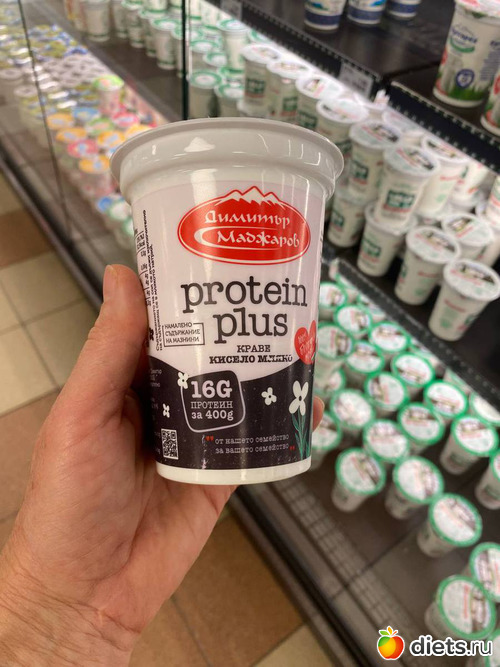 Димитър
Маджаров
protein
plus
КРАВЕ
КИСЕЛО МЛЯКО
НАМАЛЕНО
СЪДЪРЖАНИЕ
НА МАЗНИНИ
16G
ПРОТЕИН
за 400g
"от нашето семейство
за вашето семейство"
diets.ru